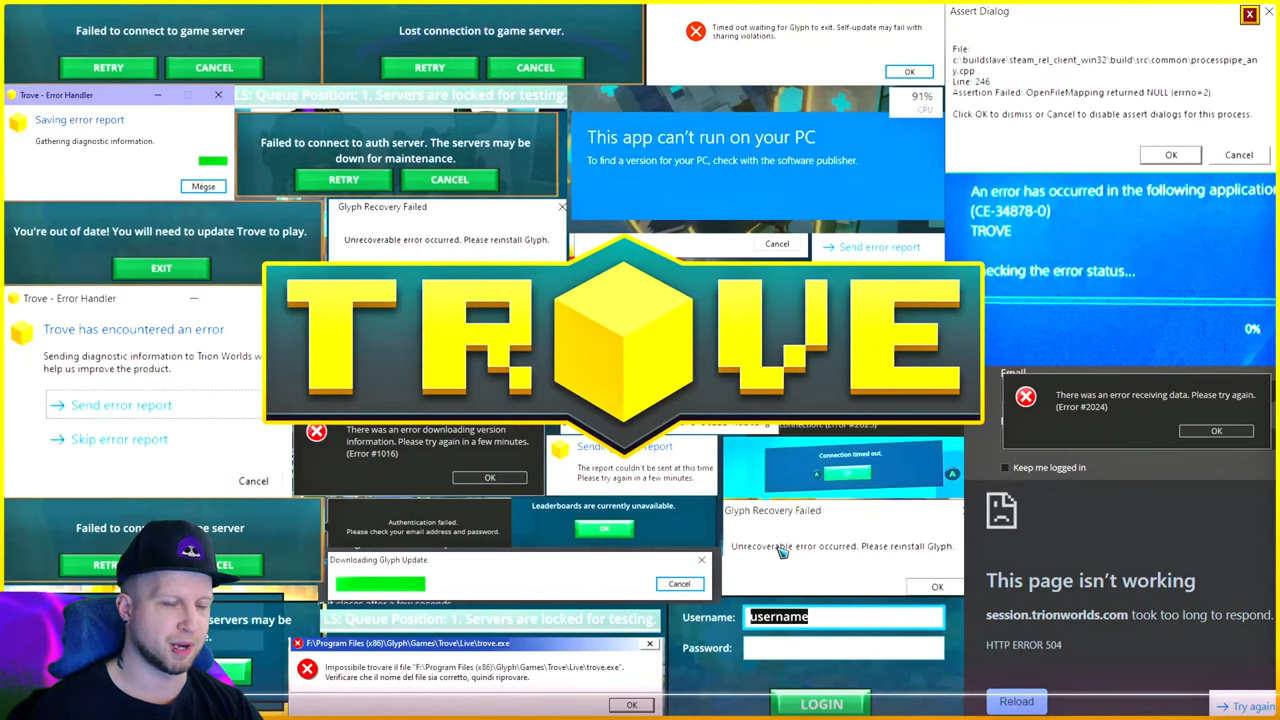 Failed to connect to game server
RETRY
CANCEL
Lost connection to game server.
RETRY
CANCEL
Timed out waiting for Glyph to exit. Self-update may fail with
sharing violations.
OK
Assert Dialog
File:
c:\buildslave\steam_rel_client_win32\build\src\common\processpipe_an
y.cpp
Line: 246
Assertion Failed: OpenFileMapping returned NULL (errno=2)
Click OK to dismiss or Cancel to disable assert dialogs for this process.
OK
Cancel
Trove - Error Handler
Saving error report
Gathering diagnostic information.
Mégse
LS: Queue Position: 1. Servers are locked for testing.
Failed to connect to auth server. The servers may
be down for maintenance.
RETRY
CANCEL
91%
CPU
This app can't run on your PC
To find a version for your PC, check with the software publisher.
An error has occurred in the following application
(CE-34878-0)
TROVE
hecking the error status...
0%
You're out of date! You will need to update Trove to play.
EXIT
Glyph Recovery Failed
Unrecoverable error occurred. Please reinstall Glyph.
Cancel
Send error report
Trove - Error Handler
Trove has encountered an error
Sending diagnostic information to Trion Worlds w
help us improve the product.
Send error report
Skip error report
Cancel
TROVE
Email
There was an error receiving data. Please try again.
(Error #2024)
OK
Keep me logged in
There was an error downloading version
information. Please try again in a few minutes.
(Error #1016)
OK
The report couldn't be sent at this time
Please try again in a few minutes.
Connection timed out.
A
Failed to conn
game server
CEL
Authentication failed.
Please check your email address and password.
Leaderboards are currently unavailable.
OK
Glyph Recovery Failed
Unrecoverable error occurred. Please reinstall Glyph.
OK
Downloading Glyph Update
Cancel
it closes after a few seconds
This page isn't working
session.trionworlds.com took too long to respond.
HTTP ERROR 504
Reload
Try again
servers may be
LS: Queue Position: 1. Servers are locked for testing.
F:\Program Files (x86)\Glyph\Games\Trove\Live\trove.exe
Impossibile trovare il file "F:\Program Files (x86)\Glyph\Games\Trove\Live\trove.exe".
Verificare che il nome del file sia corretto, quindi riprovare.
OK
Username:
username
Password:
LOGIN